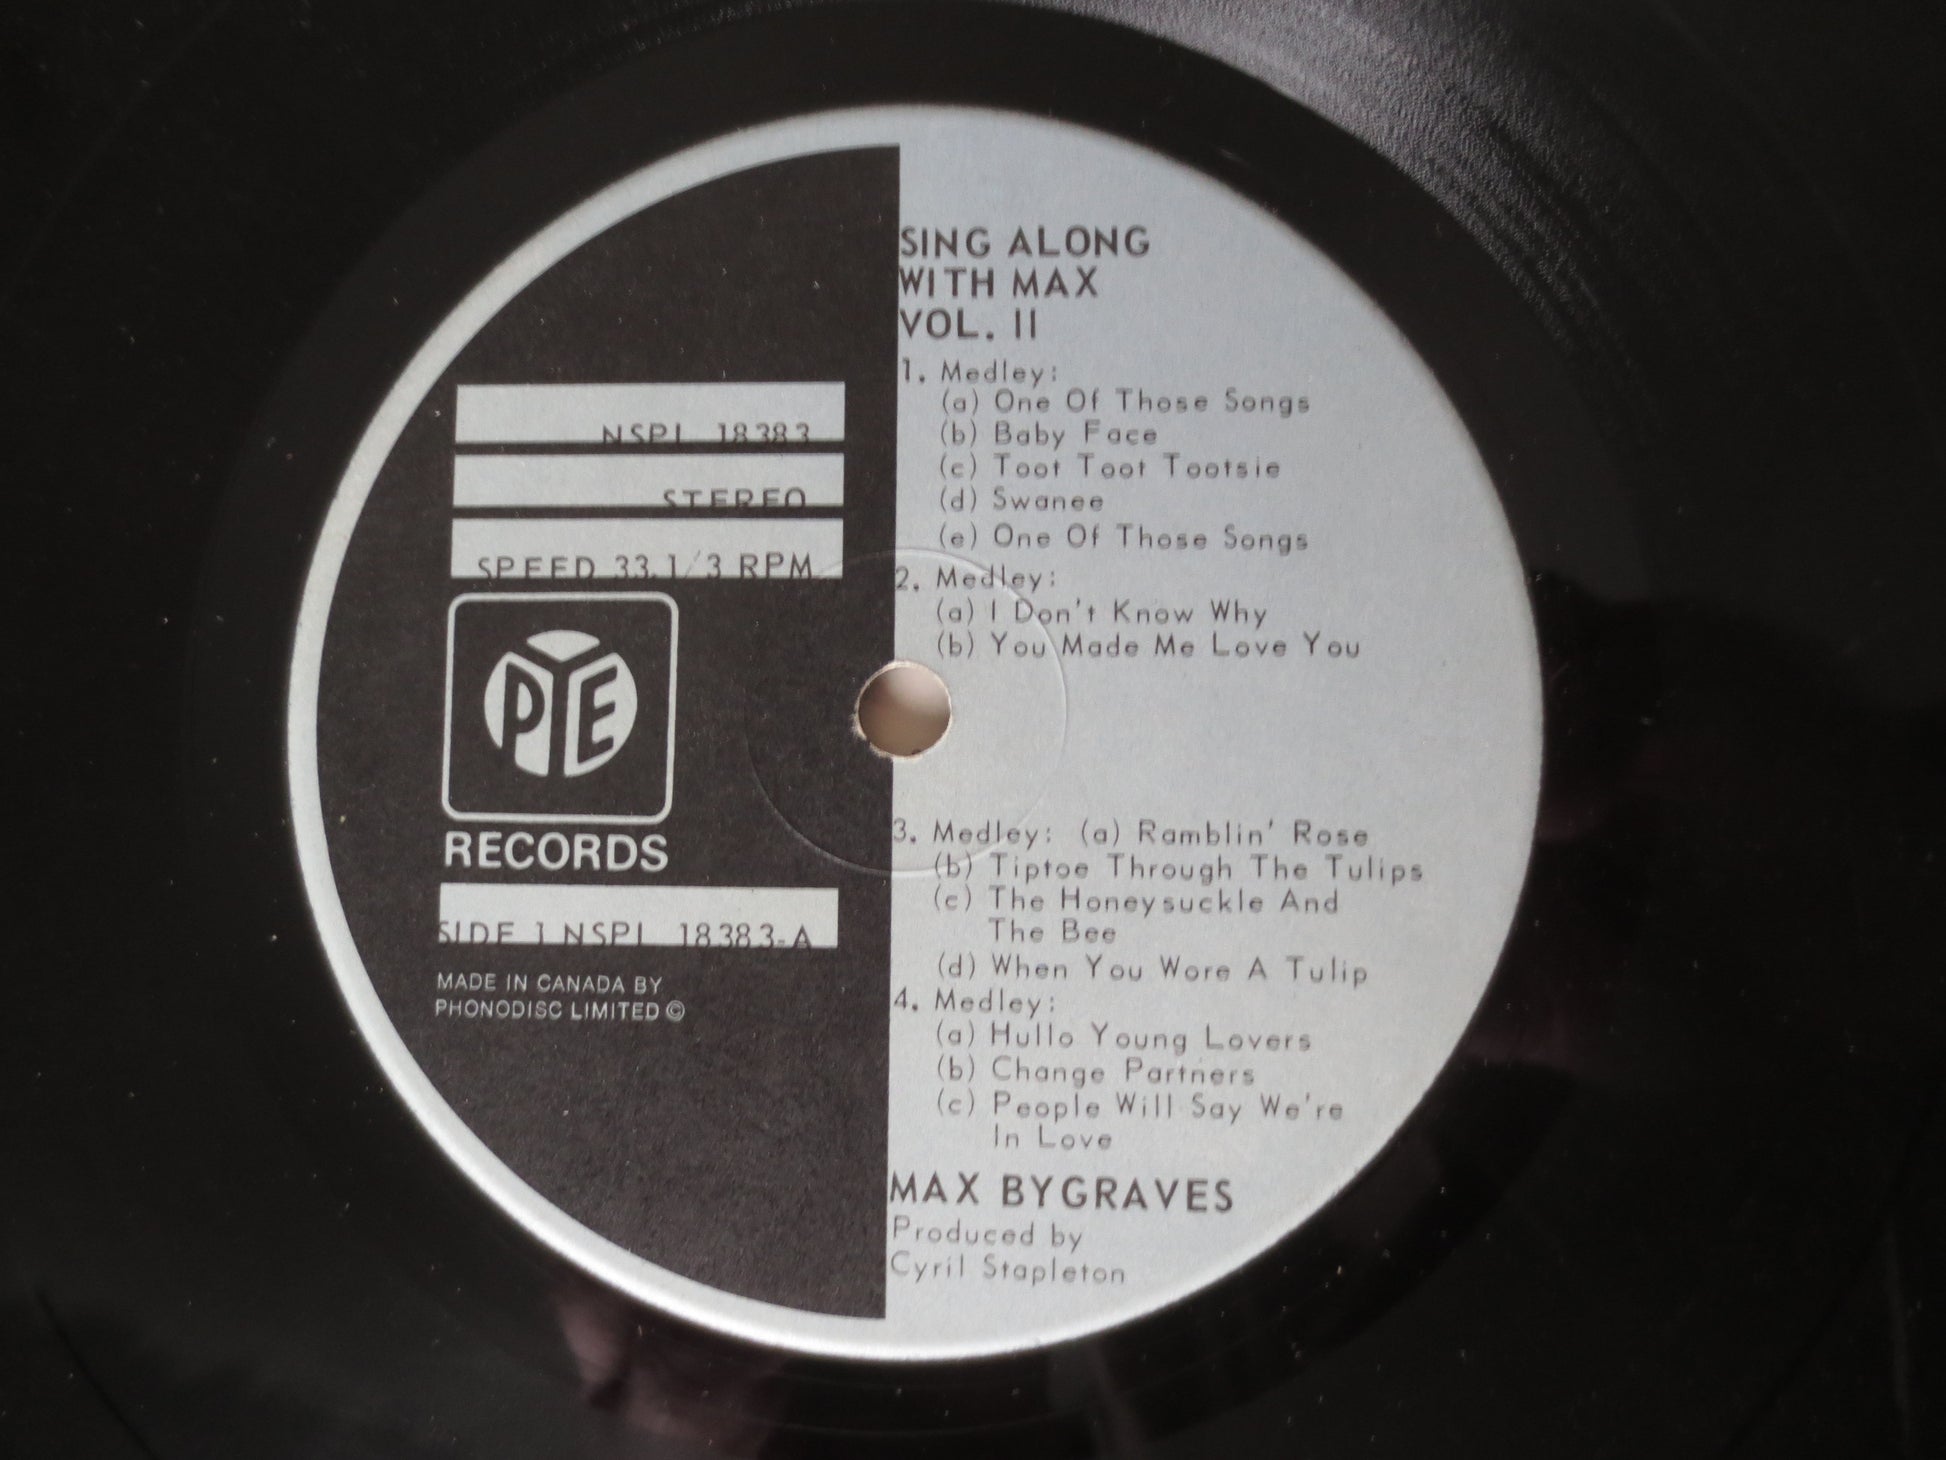 NSPL 18383
STEREO
SPEED 33.1/3 RPM
PYE
RECORDS
SIDE 1 NSPL 18383-A
MADE IN CANADA BY
PHONODISC LIMITED ©
SING ALONG
WITH MAX
VOL. II
1. Medley:
(a) One Of Those Songs
(b) Baby Face
(c) Toot Toot Tootsie
(d) Swanee
(e) One Of Those Songs
2. Medley:
(a) I Don't Know Why
(b) You Made Me Love You
3. Medley: (a) Ramblin' Rose
(b) Tiptoe Through The Tulips
(c) The Honeysuckle And
The Bee
(d) When You Wore A Tulip
4. Medley:
(a) Hullo Young Lovers
(b) Change Partners
(c) People Will Say We're
In Love
MAX BYGRAVES
Produced by
Cyril Stapleton